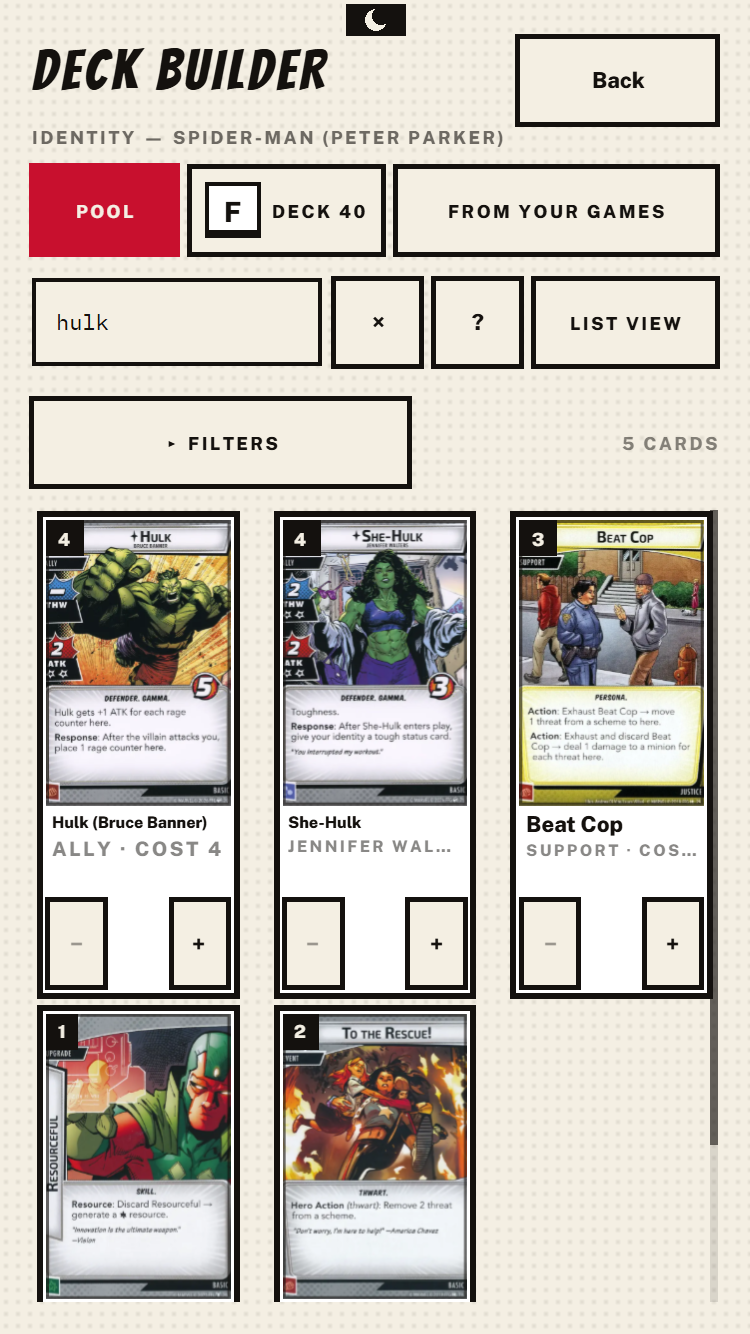 DECK BUILDER
Back
IDENTITY — SPIDER-MAN (PETER PARKER)
POOL
F DECK 40
FROM YOUR GAMES
hulk
×
?
LIST VIEW
▸ FILTERS
5 CARDS
4
HULK
BRUCE BANNER
LLY
THW
2
ATK
5
DEFENDER. GAMMA.
Hulk gets +1 ATK for each rage
counter here.
Response: After the villain attacks you,
place 1 rage counter here.
BASIC
Hulk (Bruce Banner)
ALLY · COST 4
−
+
4
SHE-HULK
JENNIFER WALTERS
LLY
2
THW
2
ATK
3
DEFENDER. GAMMA.
Toughness.
Response: After She-Hulk enters play,
give your identity a tough status card.
"You interrupted my workout."
BASIC
She-Hulk
JENNIFER WAL…
−
+
3
BEAT COP
SUPPORT
PERSONA.
Action: Exhaust Beat Cop → move
1 threat from a scheme to here.
Action: Exhaust and discard Beat
Cop → deal 1 damage to a minion for
each threat here.
JUSTICE
Beat Cop
SUPPORT · COS…
−
+
1
UPGRADE
RESOURCEFUL
SKILL.
Resource: Discard Resourceful →
generate a resource.
"Innovation is the ultimate weapon."
—Vision
BASIC
2
TO THE RESCUE!
VENT
THWART.
Hero Action (thwart): Remove 2 threat
from a scheme.
"Don't worry, I'm here to help!" —America Chavez
BASIC